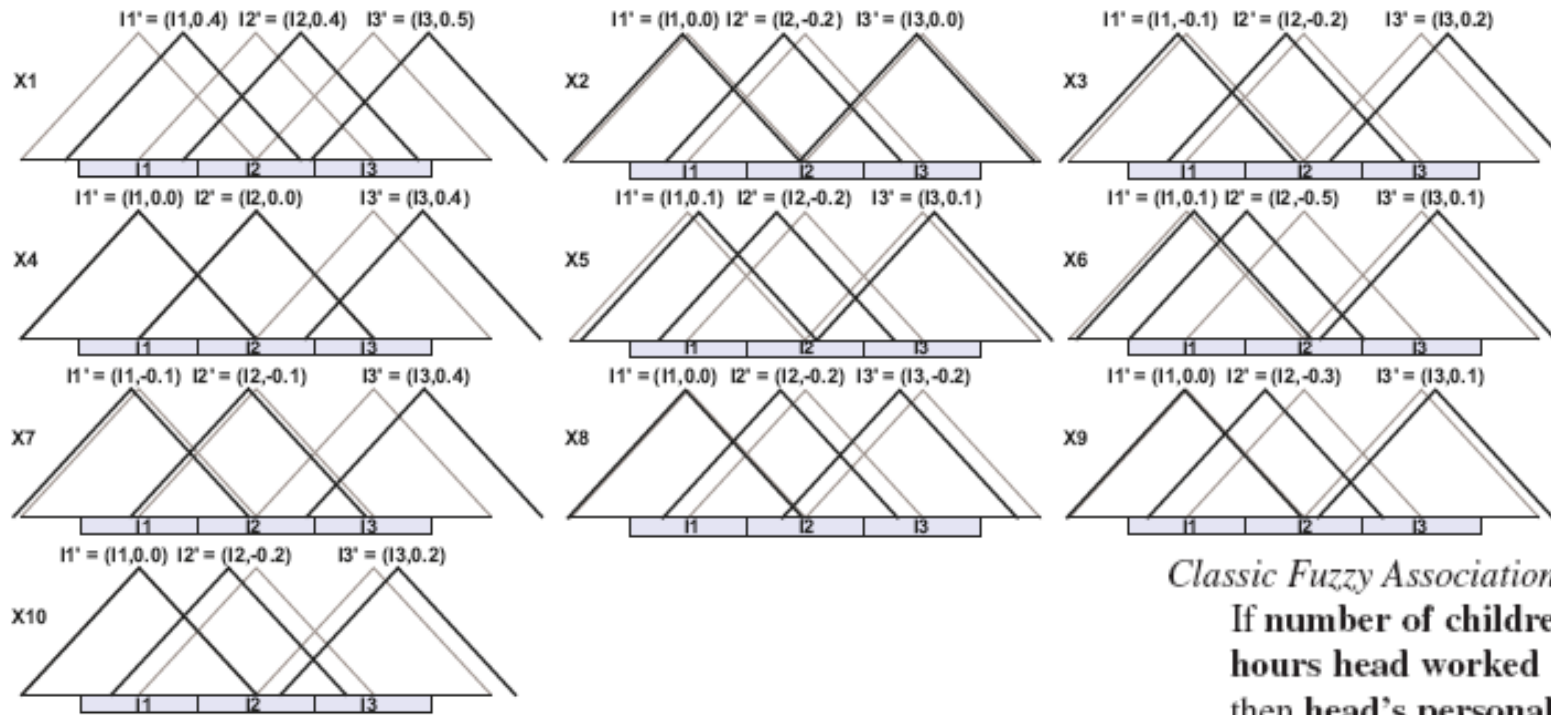 I1' = (I1,0.4) I2' = (I2,0.4) I3' = (I3,0.5)
X1
I1 I2 I3
I1' = (I1,0.0) I2' = (I2,-0.2) I3' = (I3,0.0)
X2
I1 I2 I3
I1' = (I1,-0.1) I2' = (I2,-0.2) I3' = (I3,0.2)
X3
I1 I2 I3
I1' = (I1,0.0) I2' = (I2,0.0) I3' = (I3,0.4)
X4
I1 I2 I3
I1' = (I1,0.1) I2' = (I2,-0.2) I3' = (I3,0.1)
X5
I1 I2 I3
I1' = (I1,0.1) I2' = (I2,-0.5) I3' = (I3,0.1)
X6
I1 I2 I3
I1' = (I1,-0.1) I2' = (I2,-0.1) I3' = (I3,0.4)
X7
I1 I2 I3
I1' = (I1,0.0) I2' = (I2,-0.2) I3' = (I3,-0.2)
X8
I1 I2 I3
I1' = (I1,0.0) I2' = (I2,-0.3) I3' = (I3,0.1)
X9
I1 I2 I3
I1' = (I1,0.0) I2' = (I2,-0.2) I3' = (I3,0.2)
X10
I1 I2 I3
Classic Fuzzy Association
If number of childre
hours head worked
then head's personal